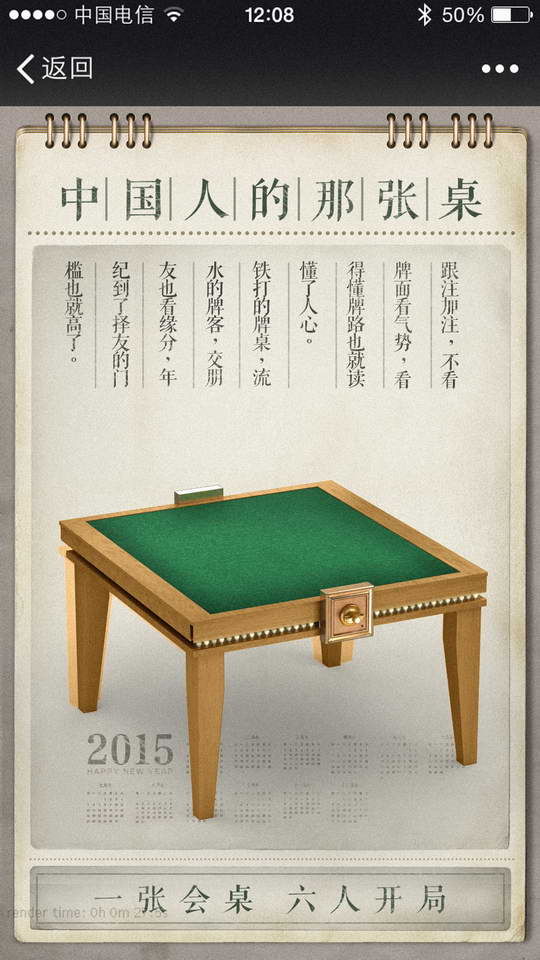 中国电信
12:08
50%
返回
中国人的那张桌
跟注加注，不看
牌面看气势，看
得懂牌路也就读
懂了人心。
铁打的牌桌，流
水的牌客，交朋
友也看缘分，年
纪到了择友的门
槛也就高了。
2015
HAPPY NEW YEAR
一张会桌 六人开局